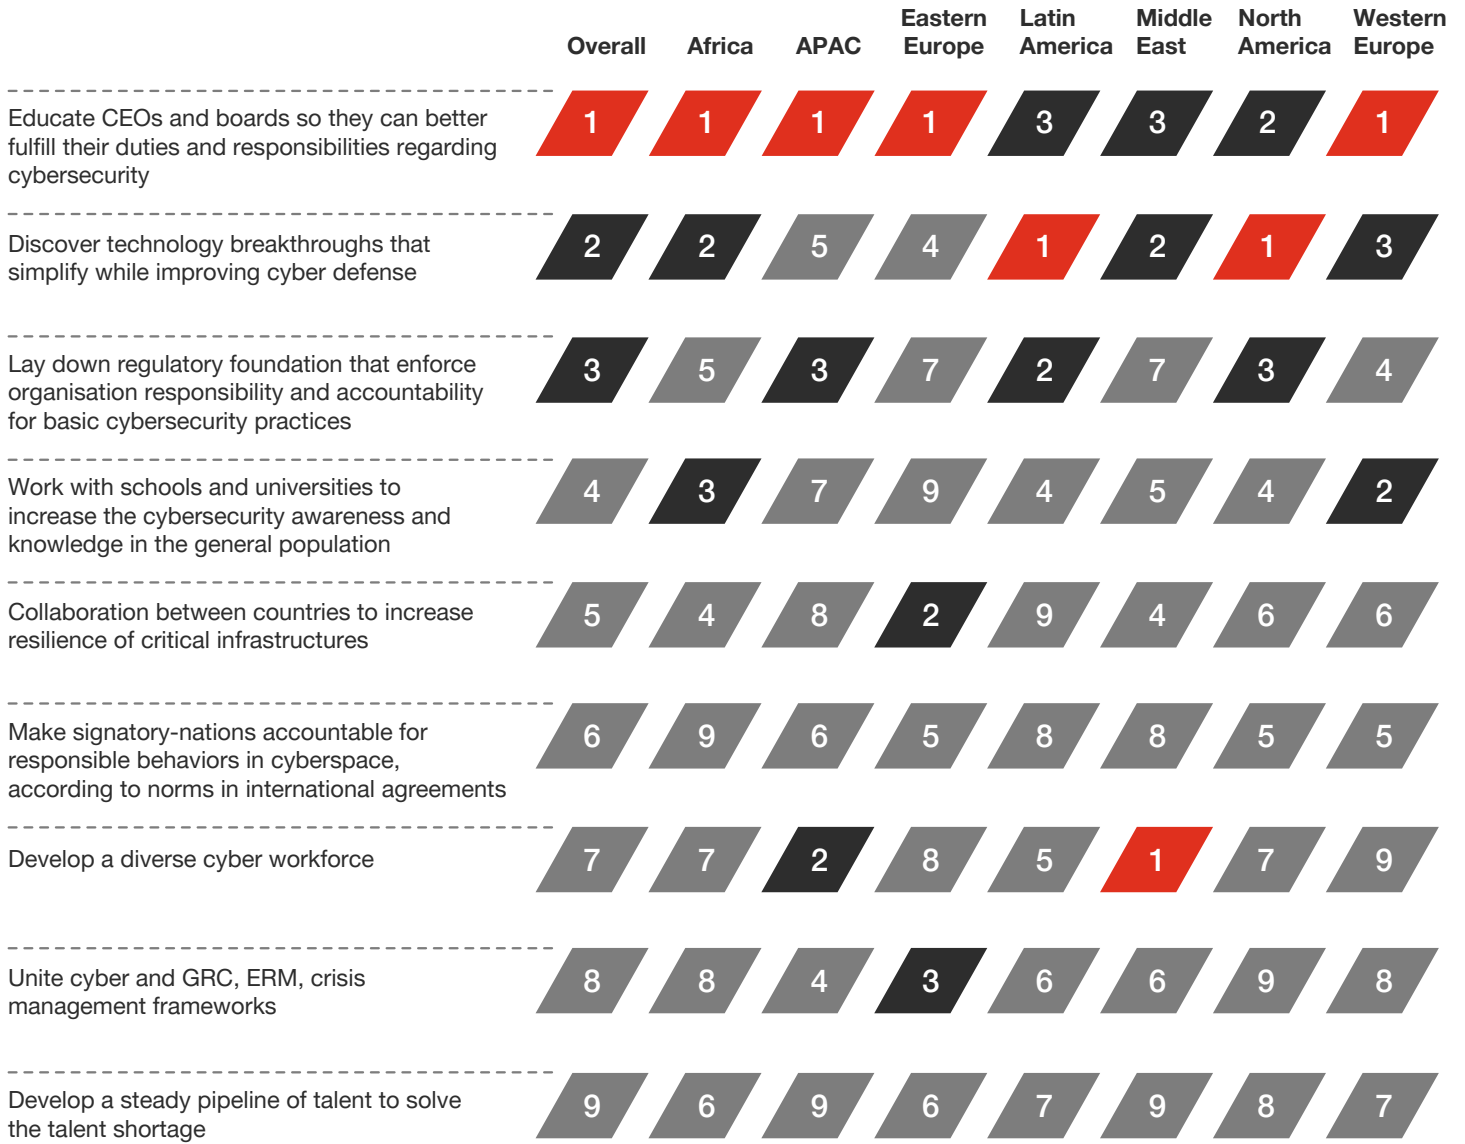 Overall Africa APAC Eastern Europe Latin America Middle East North America Western Europe
Educate CEOs and boards so they can better
fulfill their duties and responsibilities regarding
cybersecurity
1 1 1 1 3 3 2 1
Discover technology breakthroughs that
simplify while improving cyber defense
2 2 5 4 1 2 1 3
Lay down regulatory foundation that enforce
organisation responsibility and accountability
for basic cybersecurity practices
3 5 3 7 2 7 3 4
Work with schools and universities to
increase the cybersecurity awareness and
knowledge in the general population
4 3 7 9 4 5 4 2
Collaboration between countries to increase
resilience of critical infrastructures
5 4 8 2 9 4 6 6
Make signatory-nations accountable for
responsible behaviors in cyberspace,
according to norms in international agreements
6 9 6 5 8 8 5 5
Develop a diverse cyber workforce
7 7 2 8 5 1 7 9
Unite cyber and GRC, ERM, crisis
management frameworks
8 8 4 3 6 6 9 8
Develop a steady pipeline of talent to solve
the talent shortage
9 6 9 6 7 9 8 7